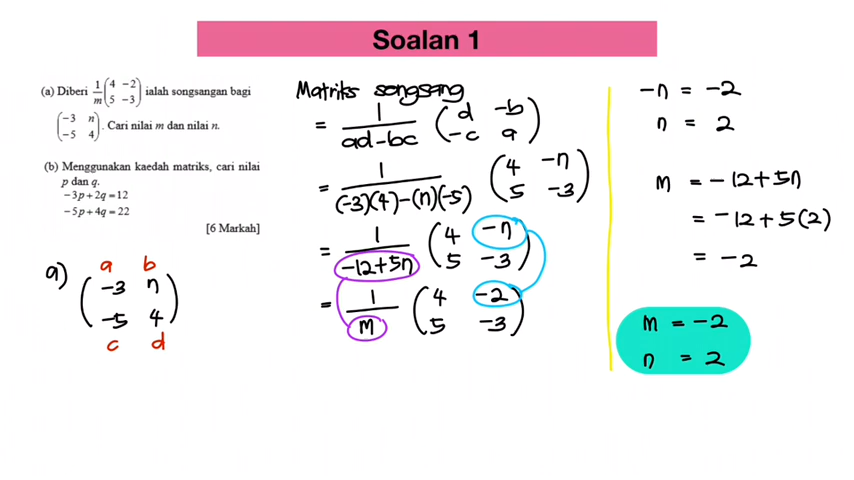 Soalan 1
(a) Diberi 1/m (4 -2; 5 -3) ialah songsangan bagi
(-3 n; -5 4). Cari nilai m dan nilai n.
(b) Menggunakan kaedah matriks, cari nilai
p dan q.
-3p+2q=12
-5p+4q=22
[6 Markah]
a)
a b
(-3 n; -5 4)
c d
Matriks songsang
= 1/(ad-bc) (d -b; -c a)
= 1/((-3)(4)-(n)(-5)) (4 -n; 5 -3)
= 1/(-12+5n) (4 -n; 5 -3)
= 1/m (4 -2; 5 -3)
-n = -2
n = 2
m = -12+5n
= -12+5(2)
= -2
m = -2
n = 2